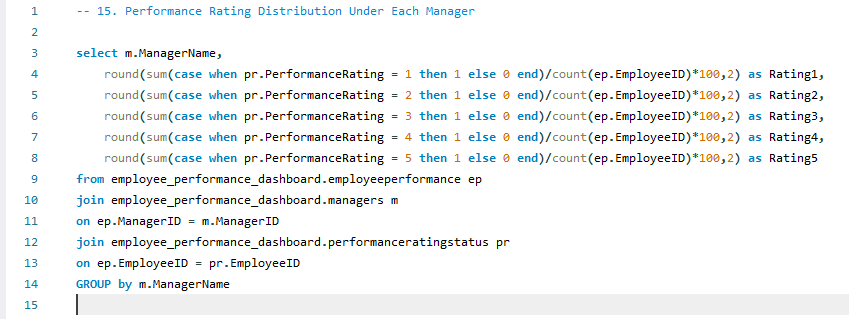 1 -- 15. Performance Rating Distribution Under Each Manager
2
3 select m.ManagerName,
4 round(sum(case when pr.PerformanceRating = 1 then 1 else 0 end)/count(ep.EmployeeID)*100,2) as Rating1,
5 round(sum(case when pr.PerformanceRating = 2 then 1 else 0 end)/count(ep.EmployeeID)*100,2) as Rating2,
6 round(sum(case when pr.PerformanceRating = 3 then 1 else 0 end)/count(ep.EmployeeID)*100,2) as Rating3,
7 round(sum(case when pr.PerformanceRating = 4 then 1 else 0 end)/count(ep.EmployeeID)*100,2) as Rating4,
8 round(sum(case when pr.PerformanceRating = 5 then 1 else 0 end)/count(ep.EmployeeID)*100,2) as Rating5
9 from employee_performance_dashboard.employeeperformance ep
10 join employee_performance_dashboard.managers m
11 on ep.ManagerID = m.ManagerID
12 join employee_performance_dashboard.performanceratingstatus pr
13 on ep.EmployeeID = pr.EmployeeID
14 GROUP by m.ManagerName
15